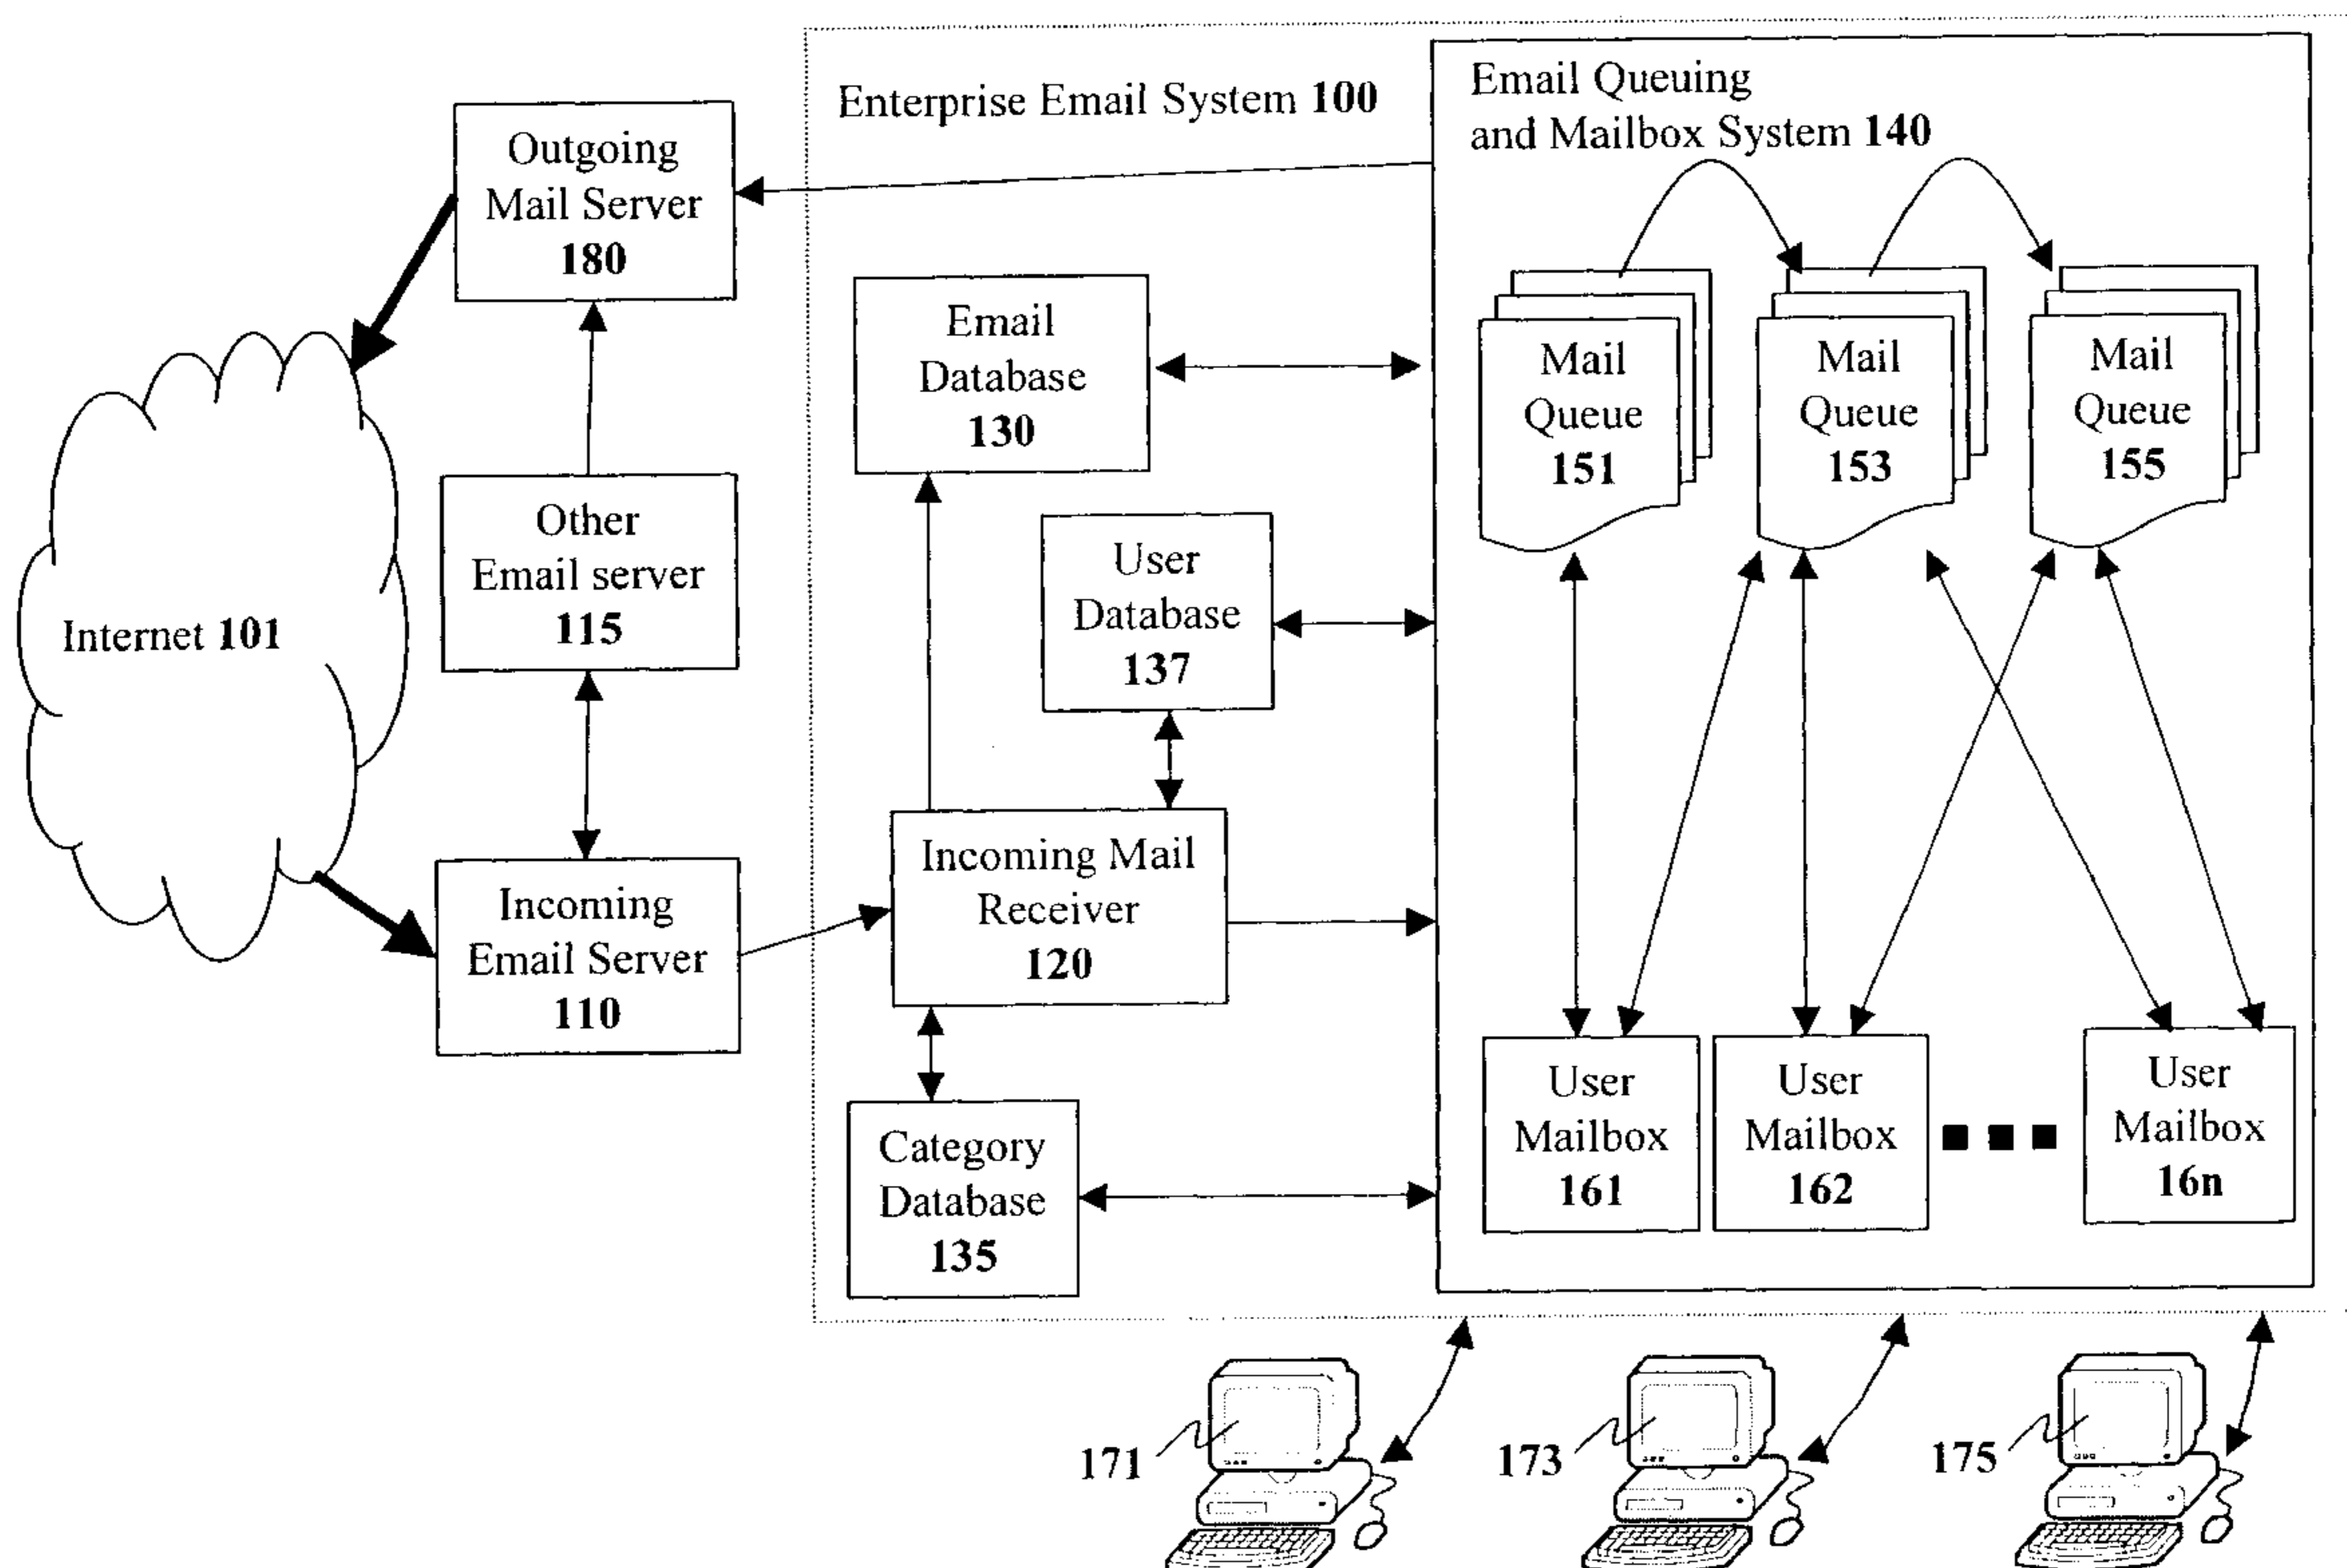 Enterprise Email System 100
Email Queuing
and Mailbox System 140
Outgoing
Mail Server
180
Email
Database
130
Mail
Queue
151
Mail
Queue
153
Mail
Queue
155
Other
Email server
115
User
Database
137
Internet 101
Incoming
Email Server
110
Incoming Mail
Receiver
120
Category
Database
135
User
Mailbox
161
User
Mailbox
162
User
Mailbox
16n
171
173
175